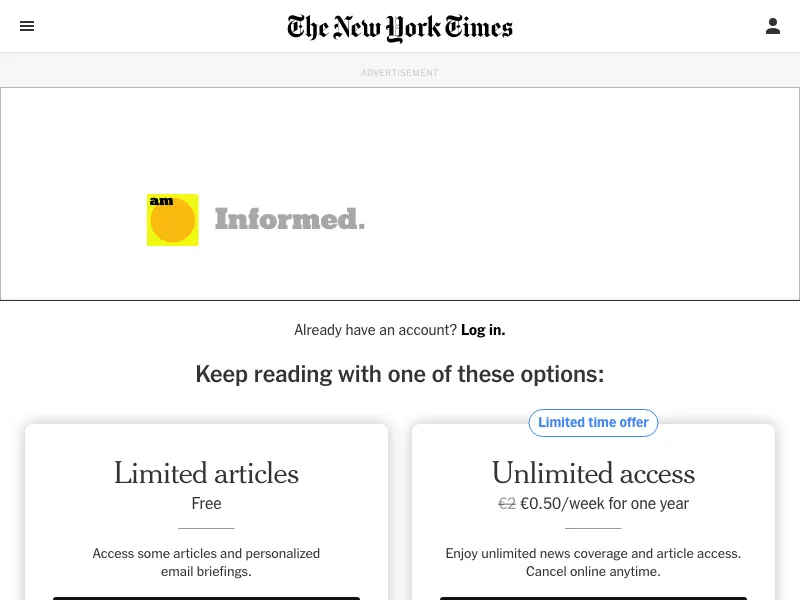 The New York Times
ADVERTISEMENT
am
Informed.
Already have an account? Log in.
Keep reading with one of these options:
Limited articles
Free
Access some articles and personalized
email briefings.
Limited time offer
Unlimited access
€2 €0.50/week for one year
Enjoy unlimited news coverage and article access.
Cancel online anytime.